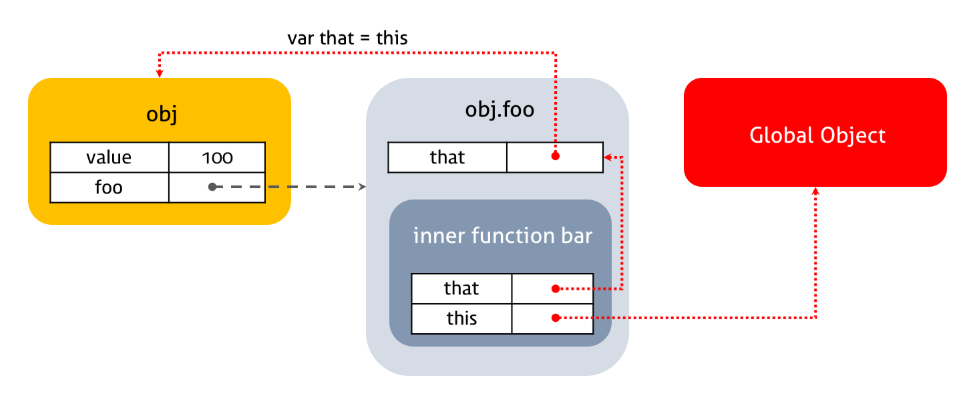 var that = this
obj
value 100
foo
obj.foo
that
inner function bar
that
this
Global Object